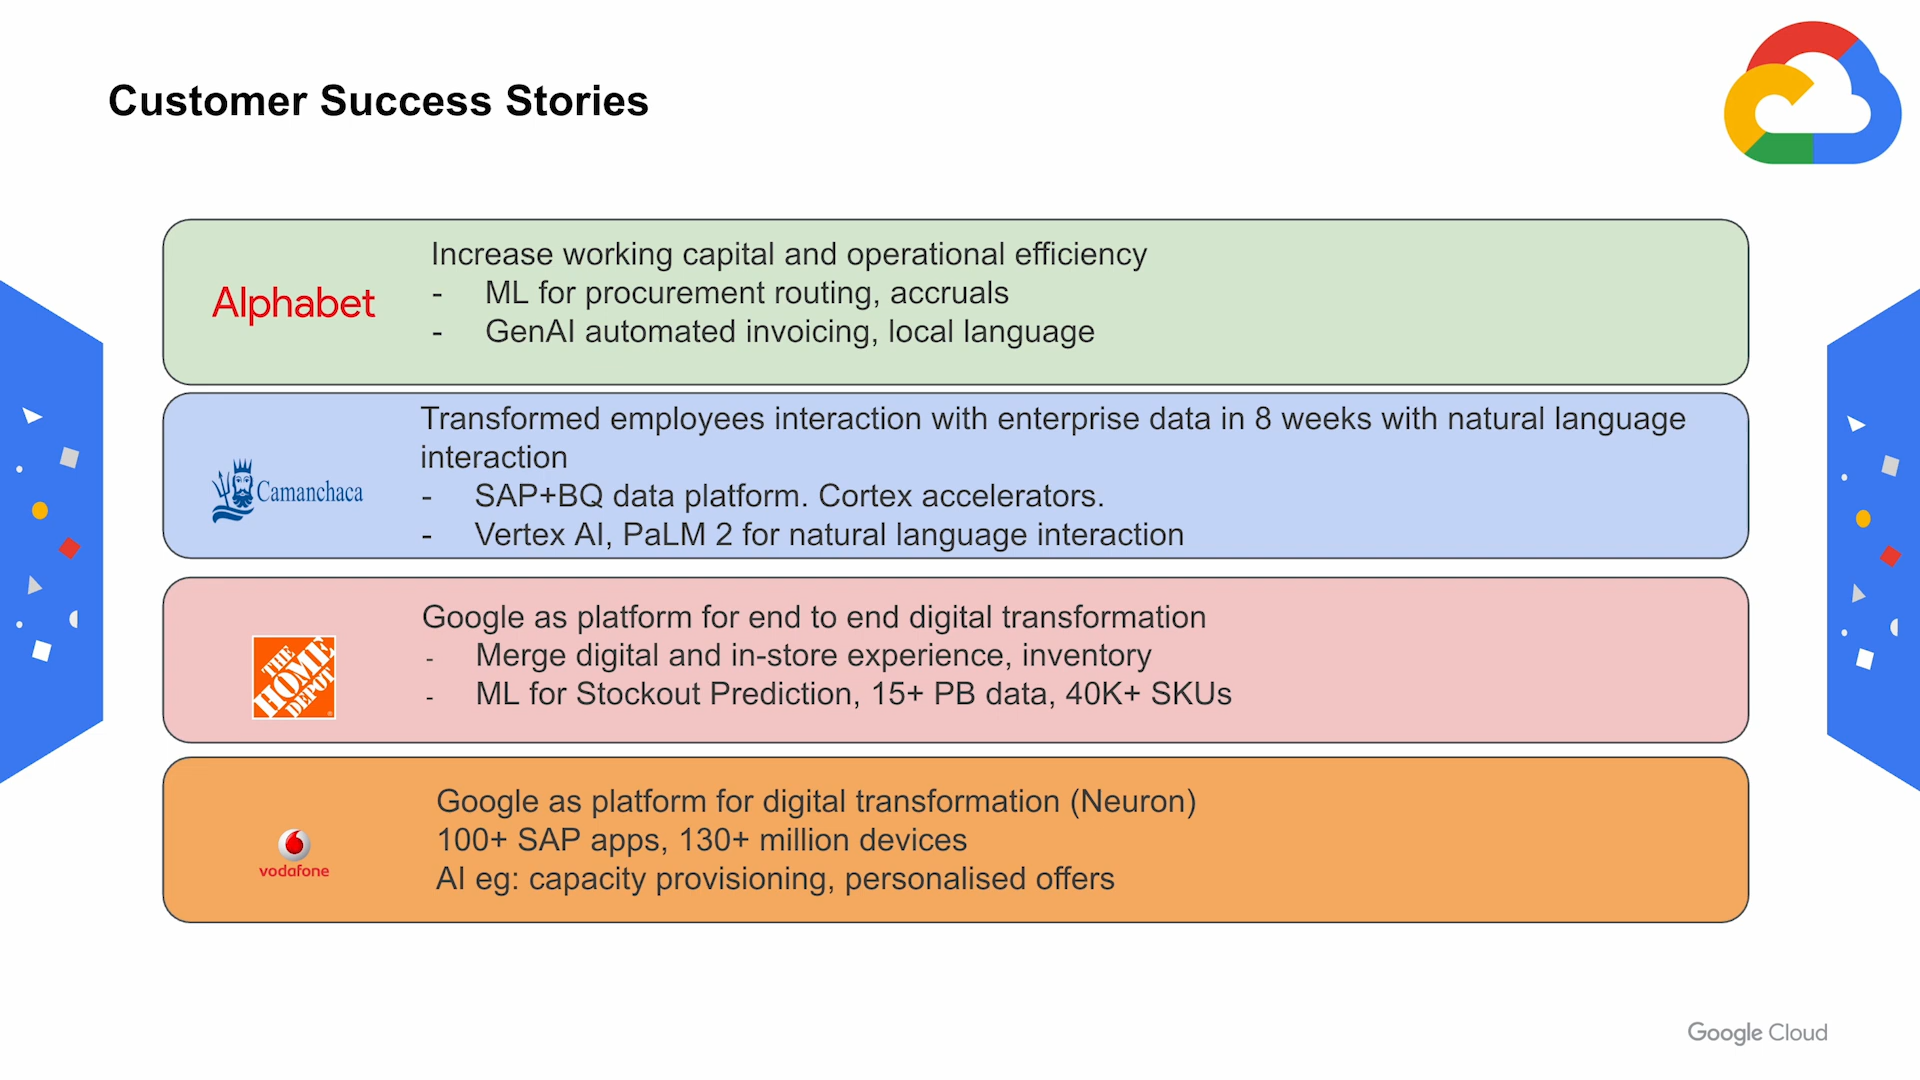 Customer Success Stories
Alphabet
Increase working capital and operational efficiency
- ML for procurement routing, accruals
- GenAI automated invoicing, local language
Camanchaca
Transformed employees interaction with enterprise data in 8 weeks with natural language
interaction
- SAP+BQ data platform. Cortex accelerators.
- Vertex AI, PaLM 2 for natural language interaction
THE
HOME
DEPOT
Google as platform for end to end digital transformation
- Merge digital and in-store experience, inventory
- ML for Stockout Prediction, 15+ PB data, 40K+ SKUs
vodafone
Google as platform for digital transformation (Neuron)
100+ SAP apps, 130+ million devices
AI eg: capacity provisioning, personalised offers
Google Cloud